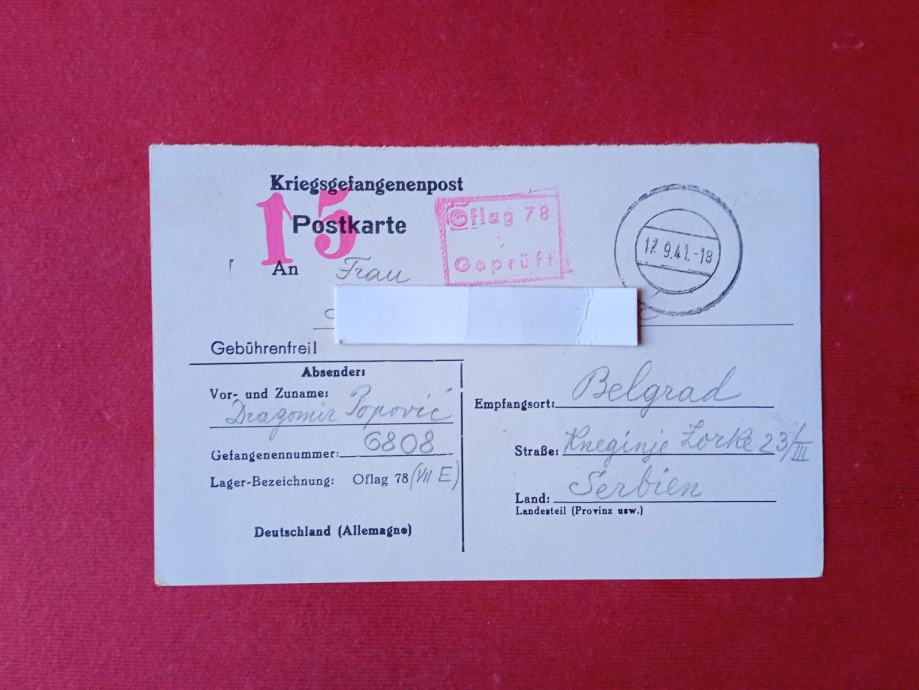 Kriegsgefangenenpost
15
Postkarte
Oflag 78
Geprüft
17.9.41.-18
An Frau
Gebührenfrei!
Absender:
Vor- und Zuname:
Dragomir Popović
Gefangenennummer: 6808
Lager-Bezeichnung: Oflag 78 (VII E)
Deutschland (Allemagne)
Empfangsort: Belgrad
Straße: Kneginje Zorke 23/III
Land: Serbien
Landesteil (Provinz usw.)